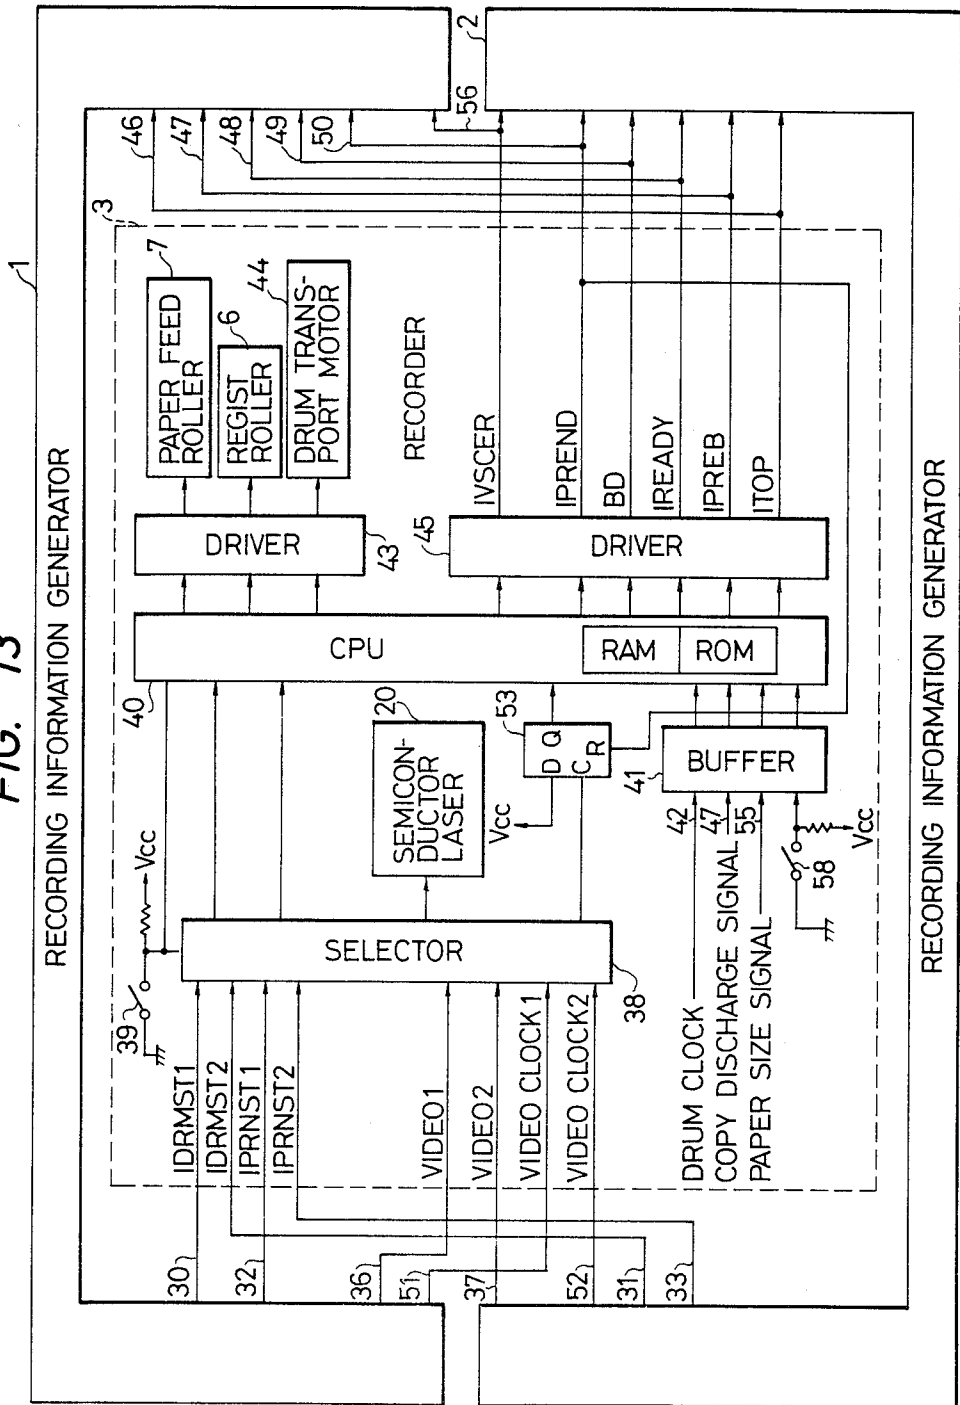 FIG. 13
RECORDING INFORMATION GENERATOR
1
3
39
Vcc
40
PAPER FEED
ROLLER
7
REGIST
ROLLER
6
DRUM TRANS-
PORT MOTOR
44
DRIVER
43
RECORDER
46
47
48
49
50
56
2
30
IDRMST1
IDRMST2
32
IPRNST1
IPRNST2
36
VIDEO1
51
VIDEO2
37
VIDEO CLOCK1
52
VIDEO CLOCK2
31
33
SELECTOR
38
SEMICON-
DUCTOR
LASER
20
Vcc
D Q
C R
53
CPU
RAM
ROM
45
DRIVER
IVSCER
IPREND
BD
IREADY
IPREB
ITOP
DRUM CLOCK
42
COPY DISCHARGE SIGNAL
47
PAPER SIZE SIGNAL
55
41
BUFFER
58
Vcc
RECORDING INFORMATION GENERATOR